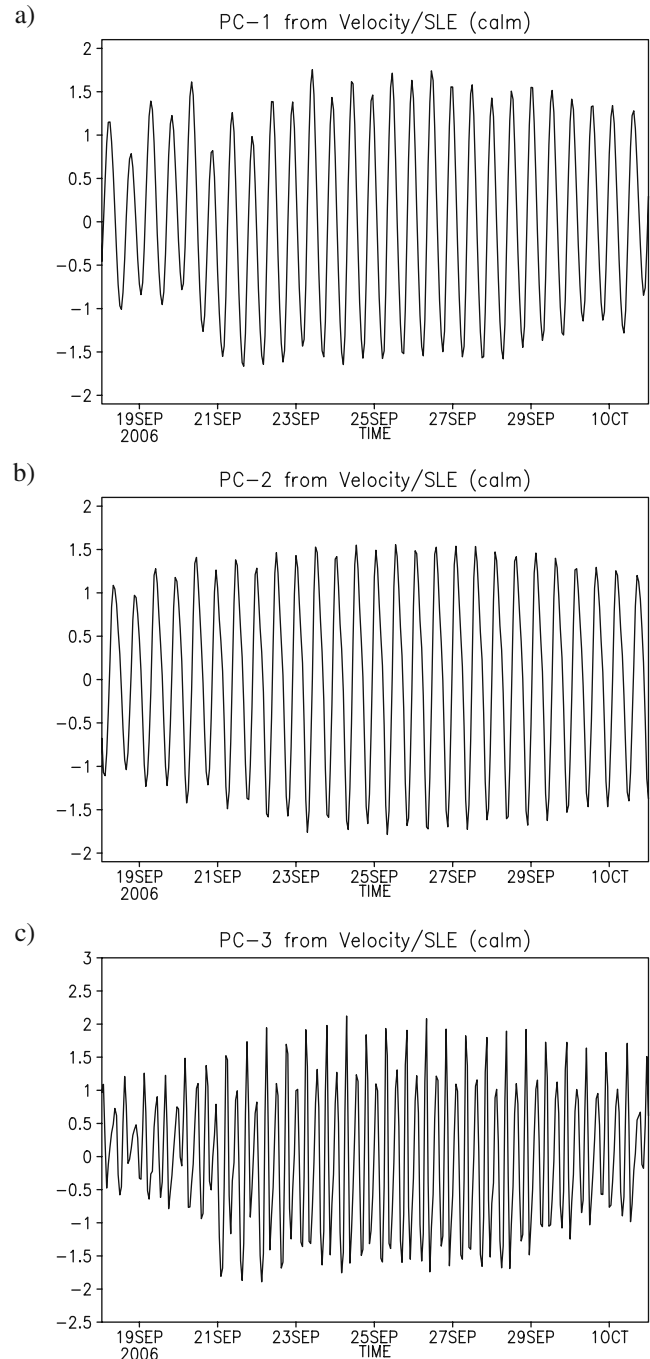 a)
PC-1 from Velocity/SLE (calm)
2
1.5
1
0.5
0
-0.5
-1
-1.5
-2
19SEP 21SEP 23SEP 25SEP 27SEP 29SEP 1OCT
2006
TIME
b)
PC-2 from Velocity/SLE (calm)
2
1.5
1
0.5
0
-0.5
-1
-1.5
-2
19SEP 21SEP 23SEP 25SEP 27SEP 29SEP 1OCT
2006
TIME
c)
PC-3 from Velocity/SLE (calm)
3
2.5
2
1.5
1
0.5
0
-0.5
-1
-1.5
-2
-2.5
19SEP 21SEP 23SEP 25SEP 27SEP 29SEP 1OCT
2006
TIME